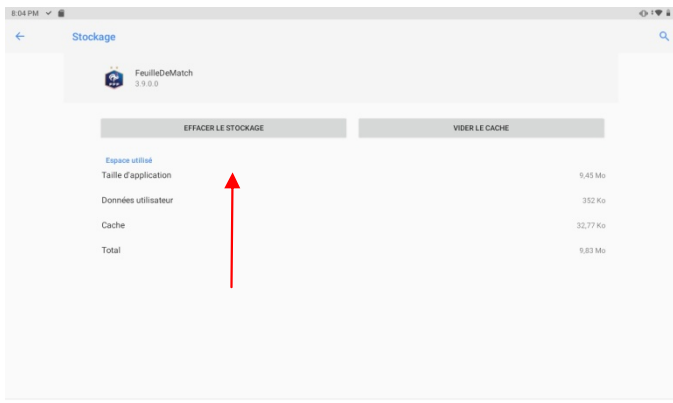 8:04 PM
Stockage
FeuilleDeMatch
3.9.0.0
EFFACER LE STOCKAGE
VIDER LE CACHE
Espace utilisé
Taille d'application 9,45 Mo
Données utilisateur 352 Ko
Cache 32,77 Ko
Total 9,83 Mo